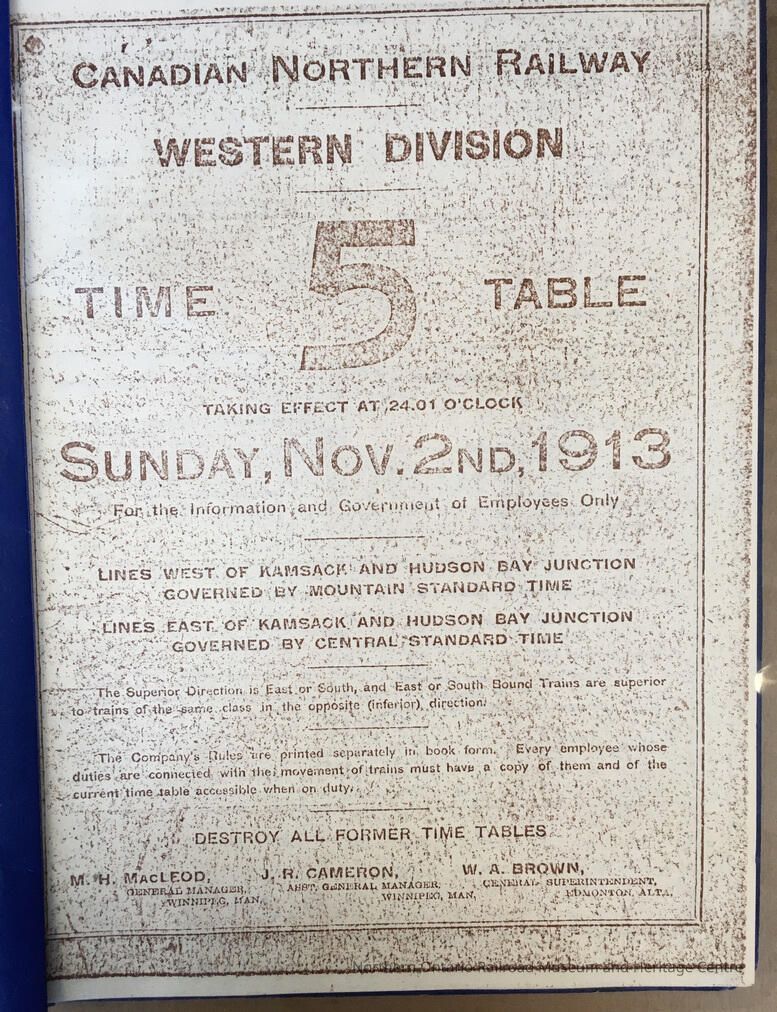 CANADIAN NORTHERN RAILWAY
WESTERN DIVISION
TIME 5 TABLE
TAKING EFFECT AT 24.01 O'CLOCK
SUNDAY, NOV. 2ND, 1913
For the Information and Government of Employees Only
LINES WEST OF KAMSACK AND HUDSON BAY JUNCTION
GOVERNED BY MOUNTAIN STANDARD TIME
LINES EAST OF KAMSACK AND HUDSON BAY JUNCTION
GOVERNED BY CENTRAL STANDARD TIME
The Superior Direction is East or South, and East or South Bound Trains are superior
to trains of the same class in the opposite (inferior) direction.
The Company's Rules are printed separately in book form. Every employee whose
duties are connected with the movement of trains must have a copy of them and of the
current time table accessible when on duty.
DESTROY ALL FORMER TIME TABLES
M. H. MACLEOD, J. R. CAMERON, W. A. BROWN,
GENERAL MANAGER, ASST. GENERAL MANAGER, GENERAL SUPERINTENDENT,
WINNIPEG, MAN. WINNIPEG, MAN. EDMONTON, ALTA.
Northern Ontario Railroad Museum and Heritage Centre